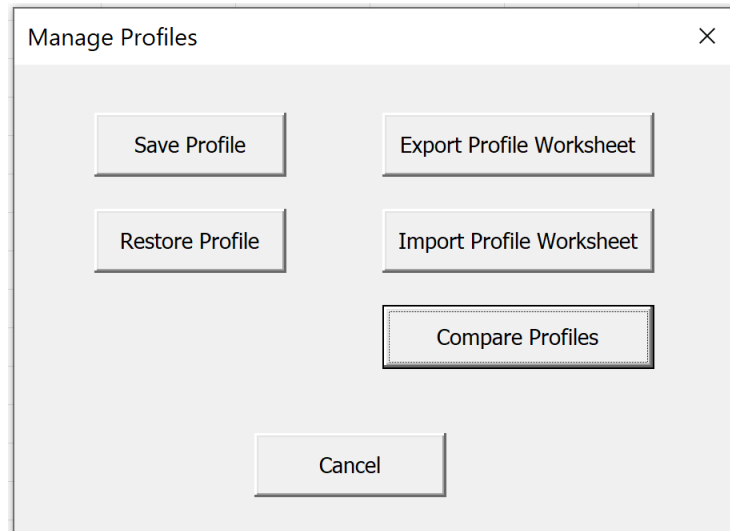 Manage Profiles
Save Profile
Export Profile Worksheet
Restore Profile
Import Profile Worksheet
Compare Profiles
Cancel